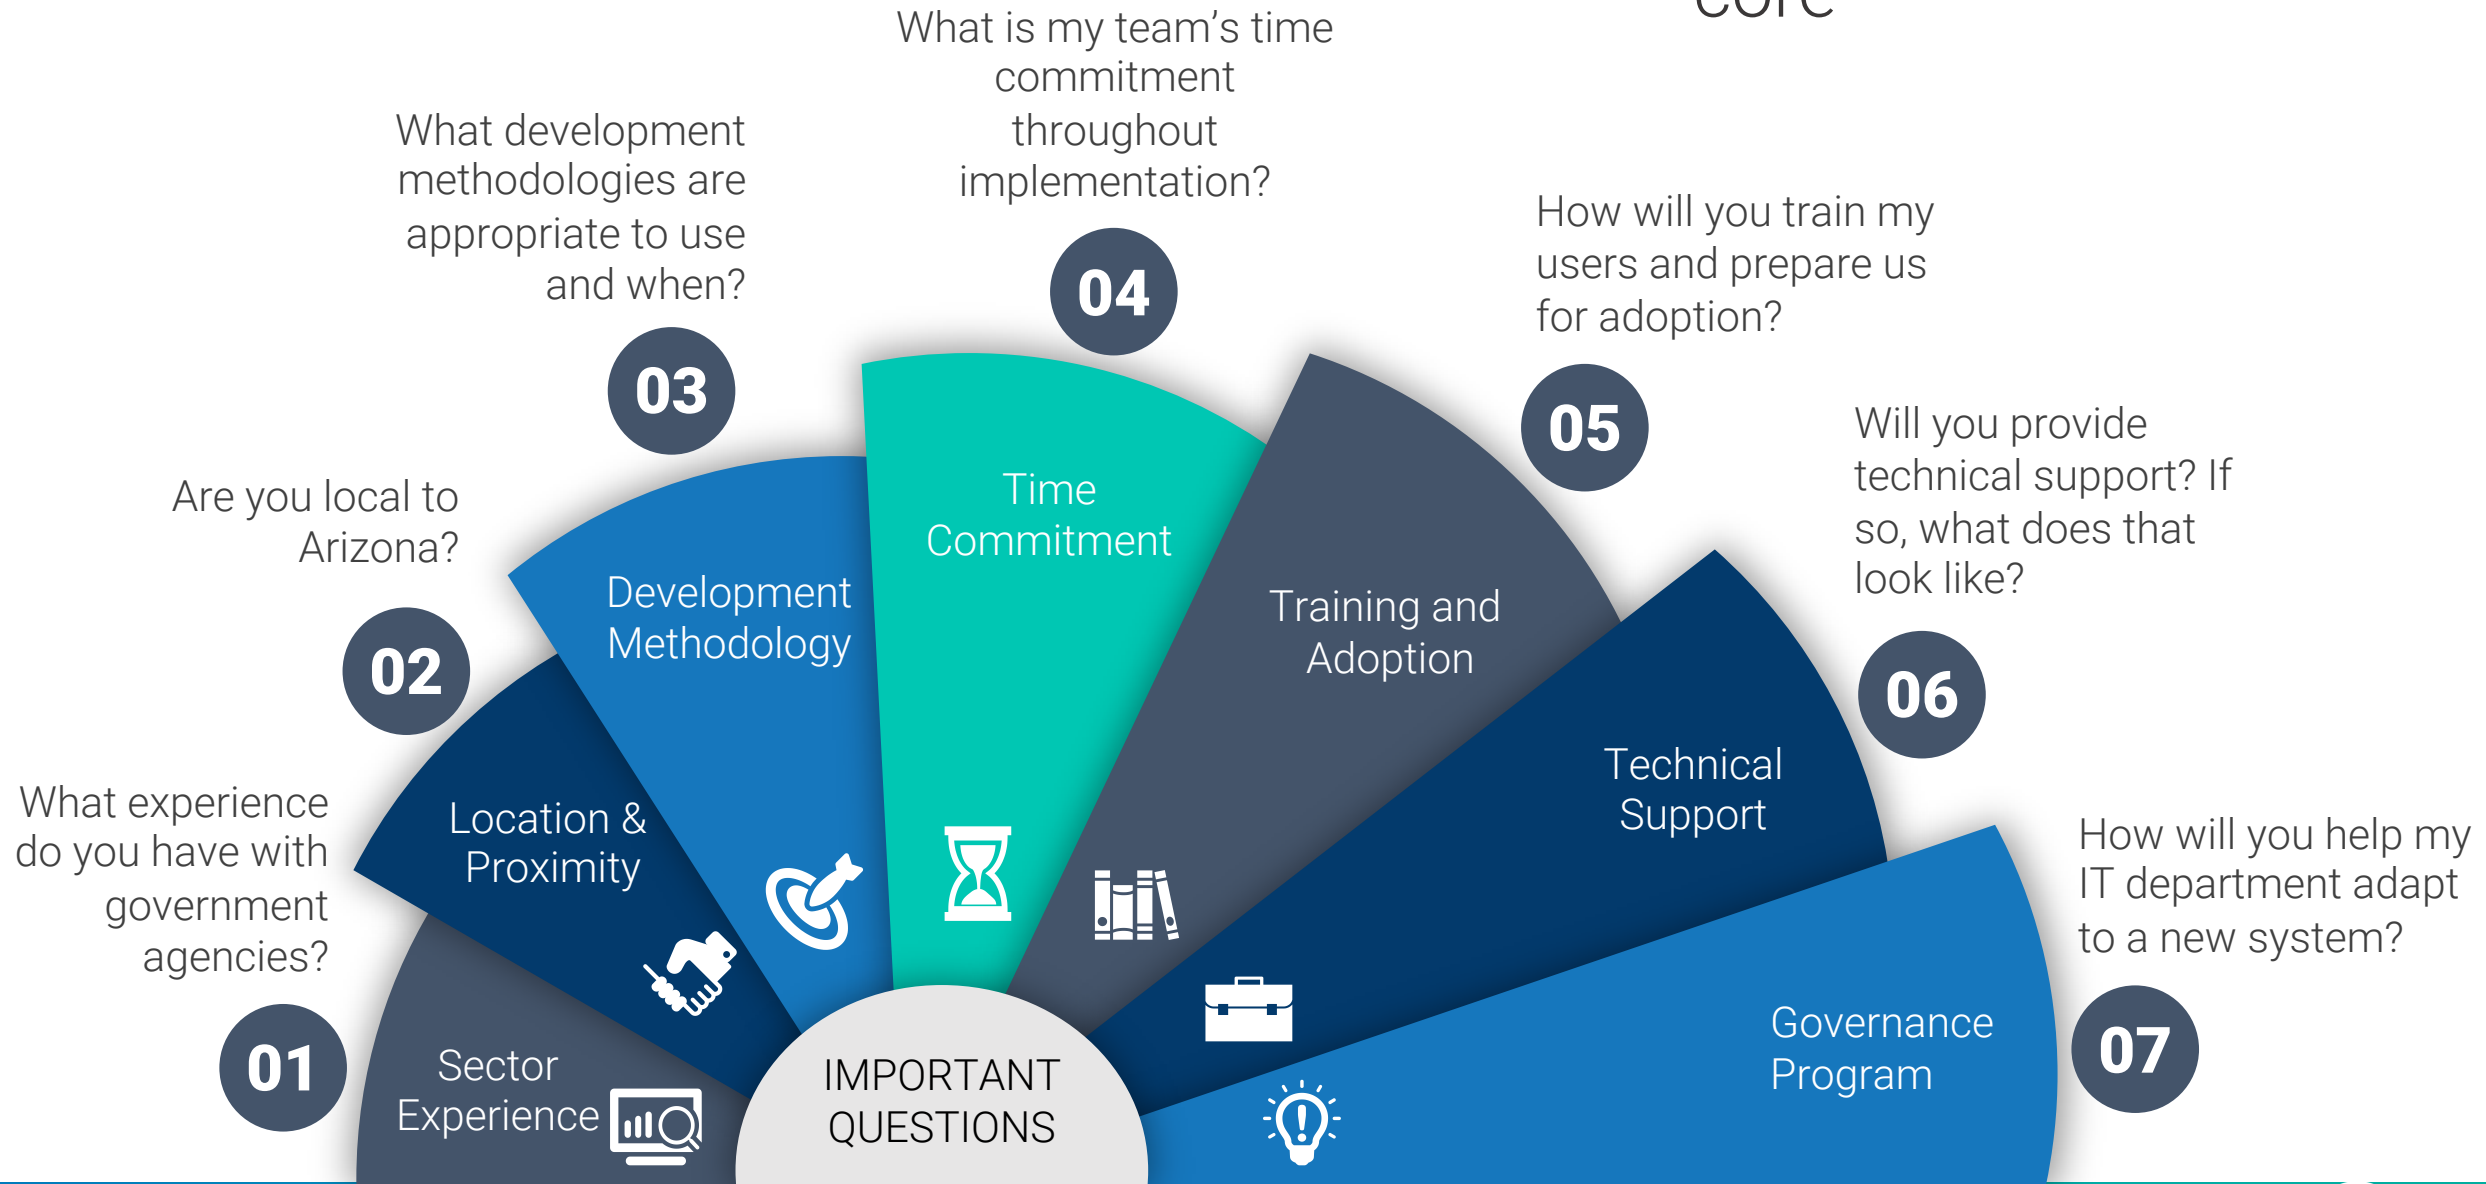 core
What is my team's time
commitment
throughout
implementation?
04
What development
methodologies are
appropriate to use
and when?
03
How will you train my
users and prepare us
for adoption?
05
Are you local to
Arizona?
02
Will you provide
technical support? If
so, what does that
look like?
06
What experience
do you have with
government
agencies?
01
How will you help my
IT department adapt
to a new system?
07
Sector
Experience
Location &
Proximity
Development
Methodology
Time
Commitment
Training and
Adoption
Technical
Support
Governance
Program
IMPORTANT
QUESTIONS